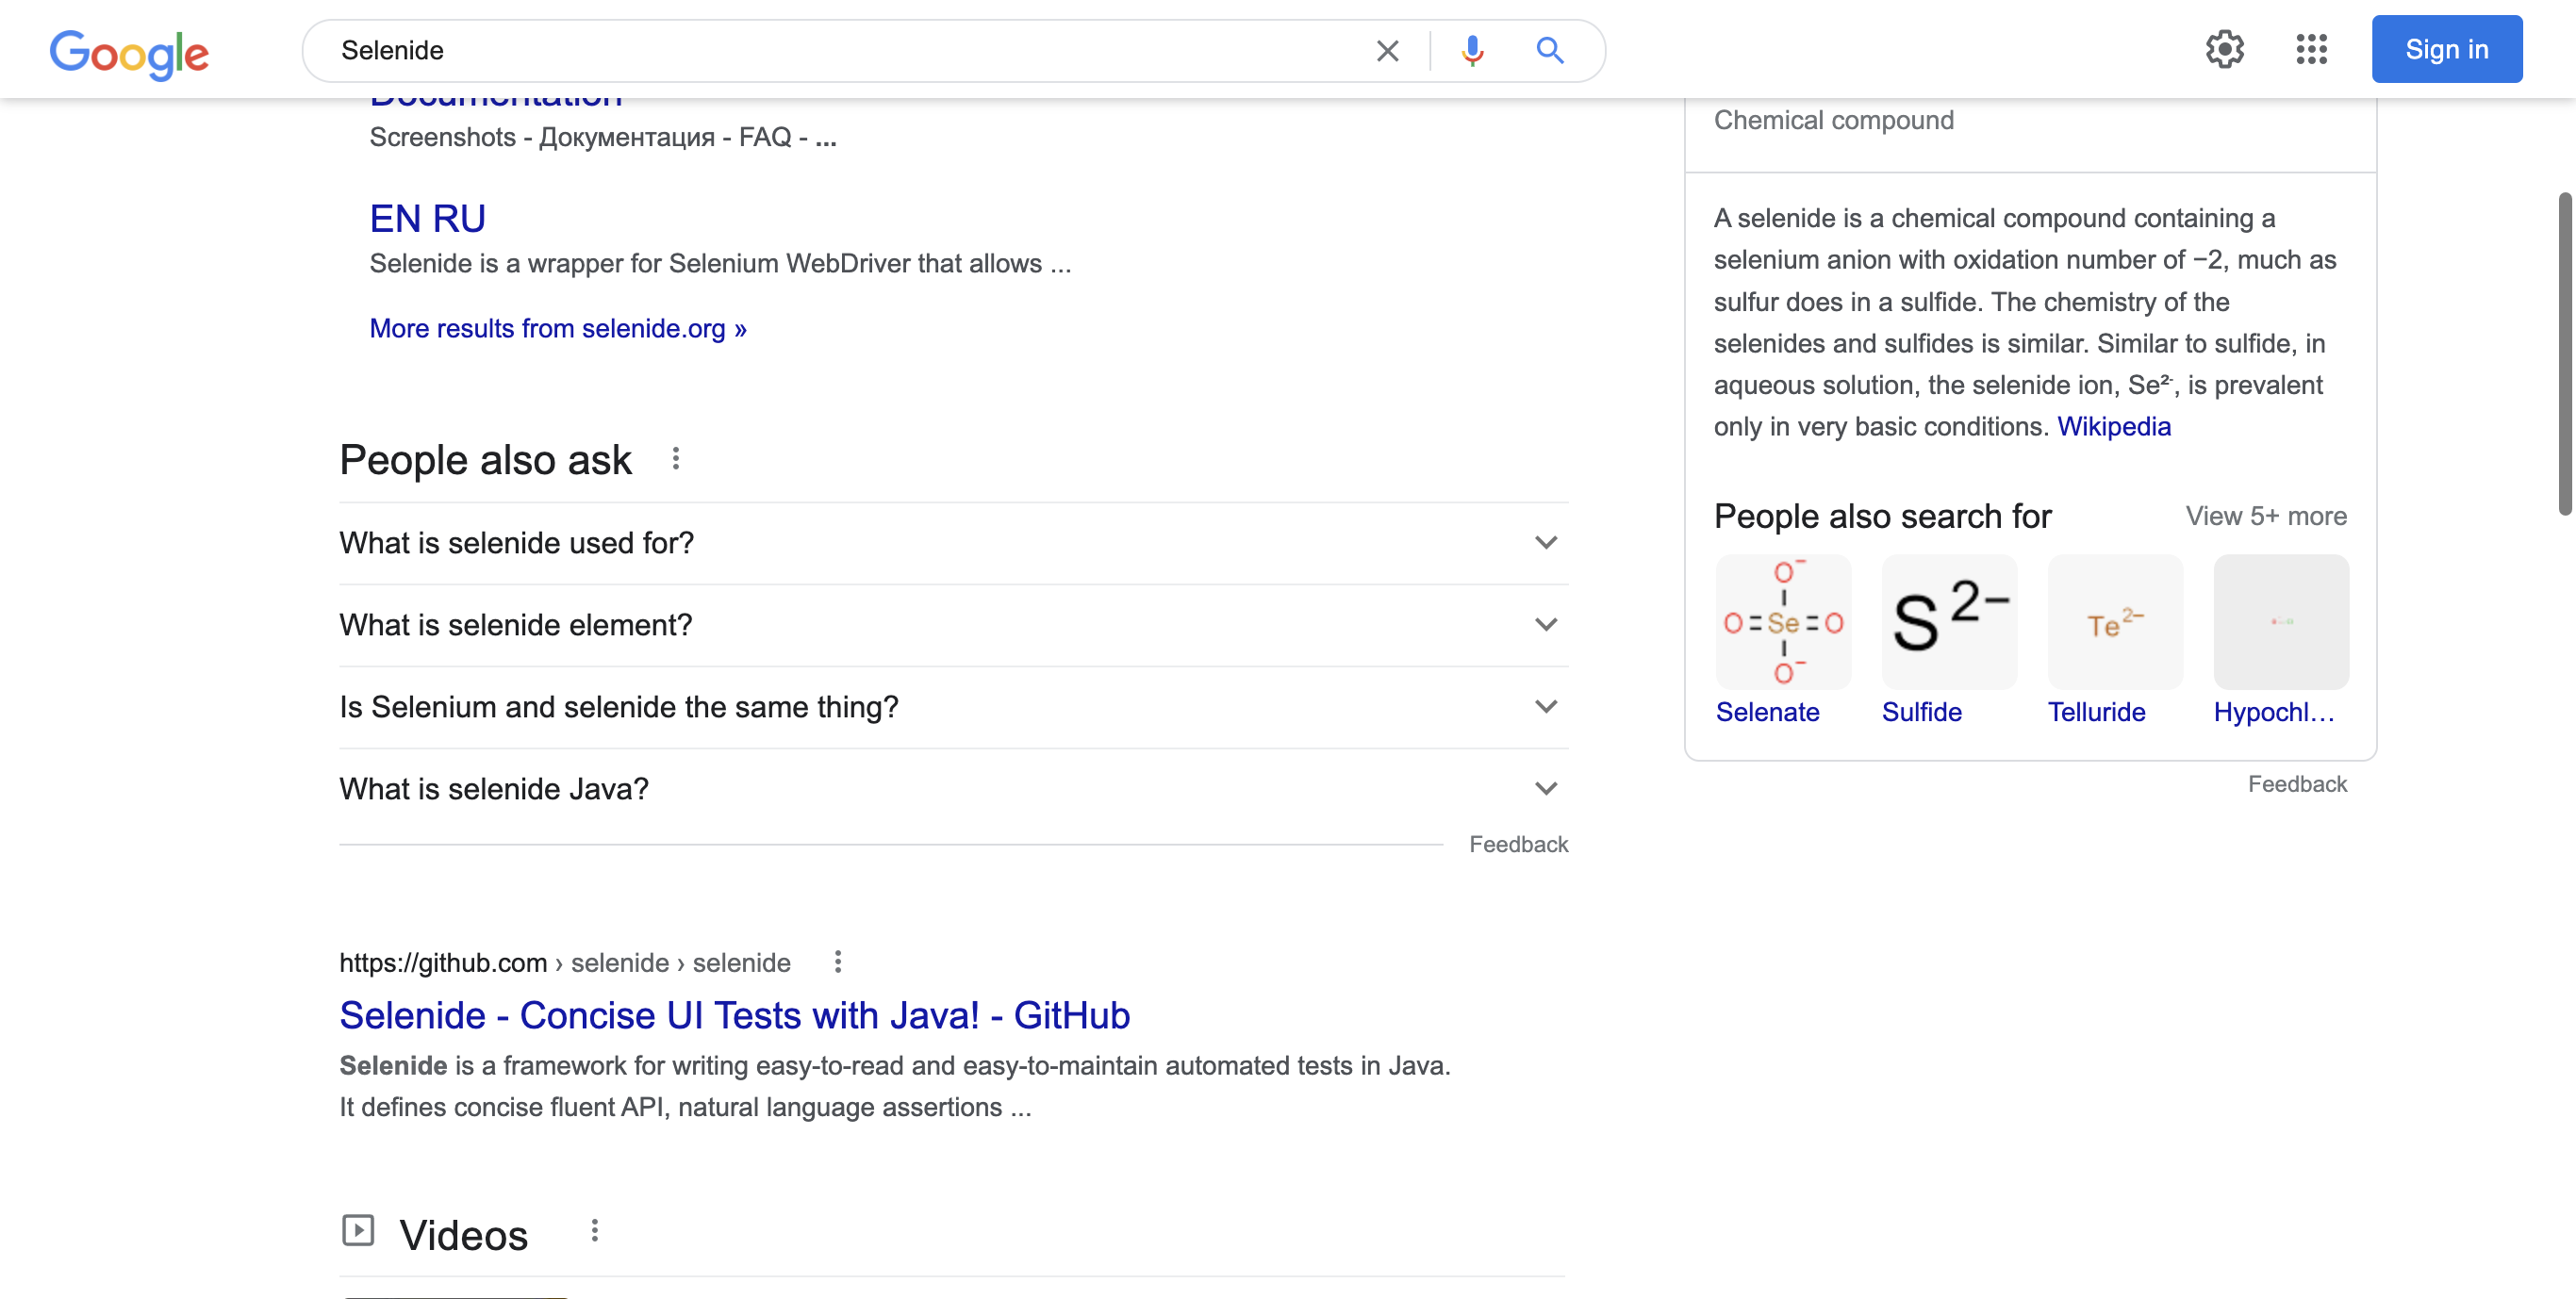 Google
Selenide
Sign in
Documentation
Screenshots - Документация - FAQ - ...
EN RU
Selenide is a wrapper for Selenium WebDriver that allows ...
More results from selenide.org »
People also ask
What is selenide used for?
What is selenide element?
Is Selenium and selenide the same thing?
What is selenide Java?
Feedback
https://github.com › selenide › selenide
Selenide - Concise UI Tests with Java! - GitHub
Selenide is a framework for writing easy-to-read and easy-to-maintain automated tests in Java.
It defines concise fluent API, natural language assertions ...
Videos
Chemical compound
A selenide is a chemical compound containing a
selenium anion with oxidation number of −2, much as
sulfur does in a sulfide. The chemistry of the
selenides and sulfides is similar. Similar to sulfide, in
aqueous solution, the selenide ion, Se²⁻, is prevalent
only in very basic conditions. Wikipedia
People also search for
View 5+ more
O⁻
O=Se=O
O⁻
S²⁻
Te²⁻
Selenate
Sulfide
Telluride
Hypochl...
Feedback